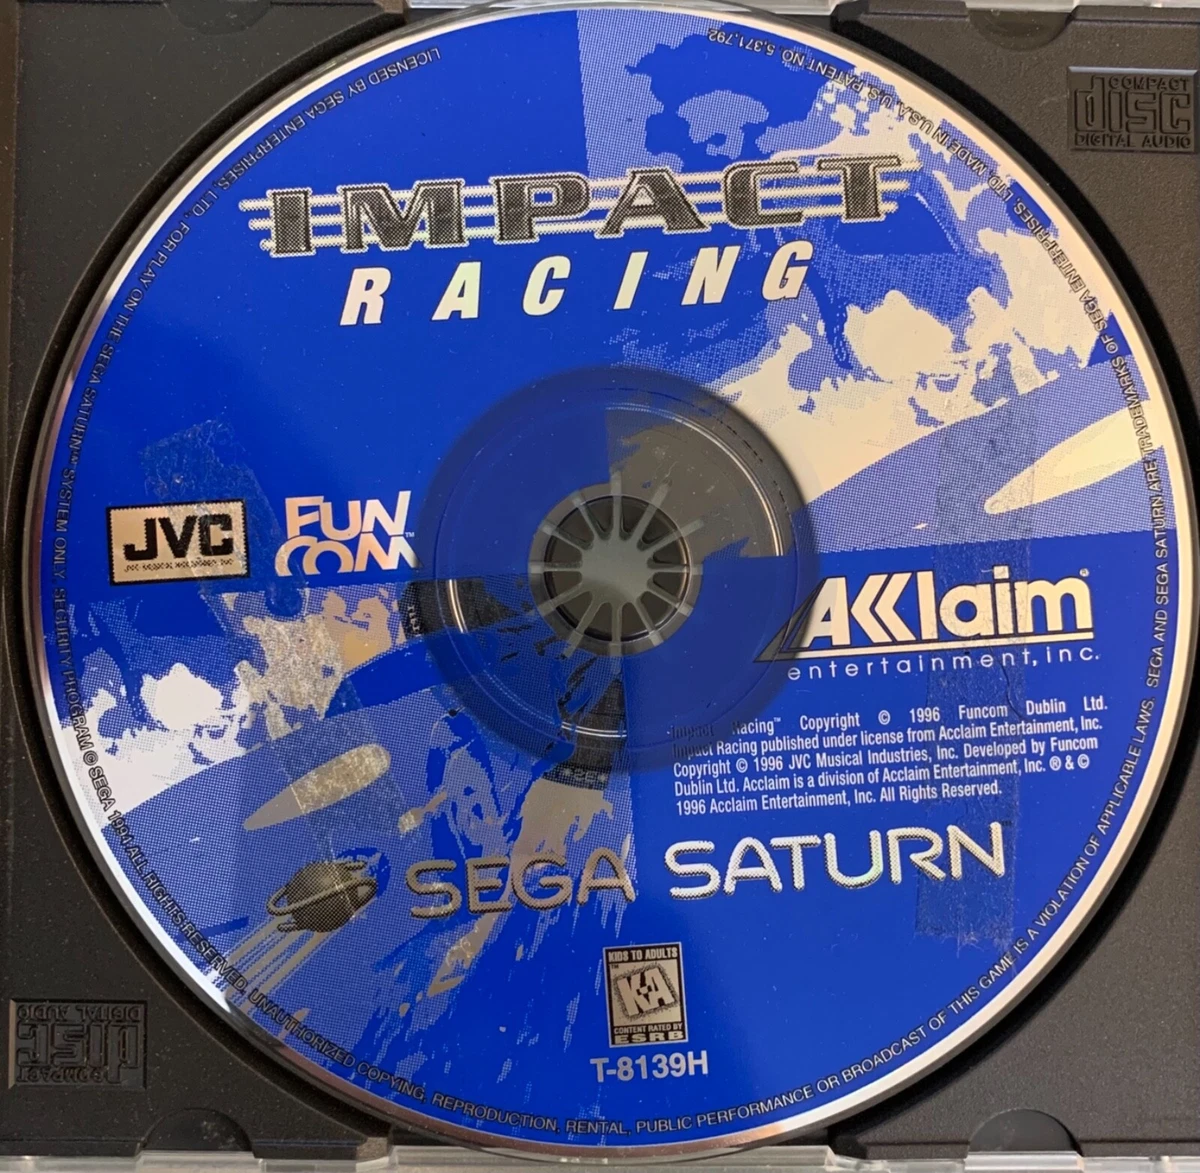 IMPACT
RACING
JVC
FUN
COM™
AKKlaim®
entertainment, inc.
Impact Racing™ Copyright © 1996 Funcom Dublin Ltd.
Impact Racing published under license from Acclaim Entertainment, Inc.
Copyright © 1996 JVC Musical Industries, Inc. Developed by Funcom
Dublin Ltd. Acclaim is a division of Acclaim Entertainment, Inc. ® & ©
1996 Acclaim Entertainment, Inc. All Rights Reserved.
SEGA SATURN™
KIDS TO ADULTS
K-A
CONTENT RATED BY
ESRB
T-8139H
LICENSED BY SEGA ENTERPRISES, LTD., FOR PLAY ON THE SEGA SATURN™ SYSTEM ONLY. SECURITY PROGRAM © SEGA 1994. ALL RIGHTS RESERVED. UNAUTHORIZED COPYING, REPRODUCTION, RENTAL, PUBLIC PERFORMANCE OR BROADCAST OF THIS GAME IS A VIOLATION OF APPLICABLE LAWS. SEGA AND SEGA SATURN ARE TRADEMARKS OF SEGA ENTERPRISES, LTD. MADE IN U.S.A. U.S. PATENT NO. 5,371,792
COMPACT
disc
DIGITAL AUDIO
COMPACT
disc
DIGITAL AUDIO